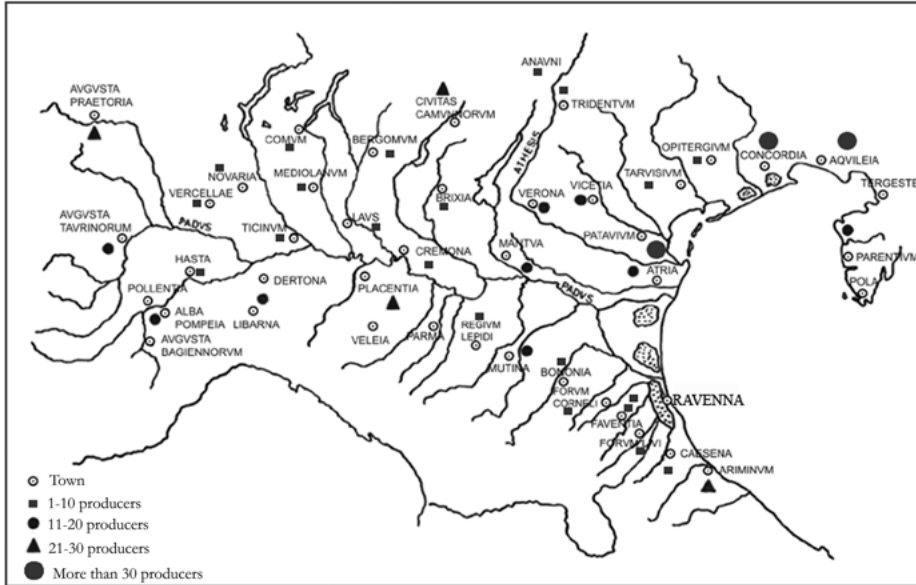 ANAVNI
AVGVSTA
PRAETORIA
CIVITAS
CAMVNNORVM
TRIDENTVM
COMVM
BERGOMVM
OPITERGIVM
CONCORDIA
AQVILEIA
ATHESIS
NOVARIA
MEDIOLANVM
VERCELLAE
BRIXIA
VERONA
VICETIA
TARVISIVM
TERGESTE
AVGVSTA
TAVRINORUM
PADVS
TICINVM
LAVS
PATAVIVM
HASTA
CREMONA
MANTVA
ATRIA
PARENTIVM
DERTONA
PLACENTIA
PADVS
POLA
POLLENTIA
ALBA
POMPEIA
LIBARNA
REGIVM
LEPIDI
VELEIA
PARMA
AVGVSTA
BAGIENNORVM
MUTINA
BONONIA
FORVM
CORNELI
RAVENNA
FAVENTIA
FORVM LIVI
CAESENA
ARIMINVM
Town
1-10 producers
11-20 producers
21-30 producers
More than 30 producers